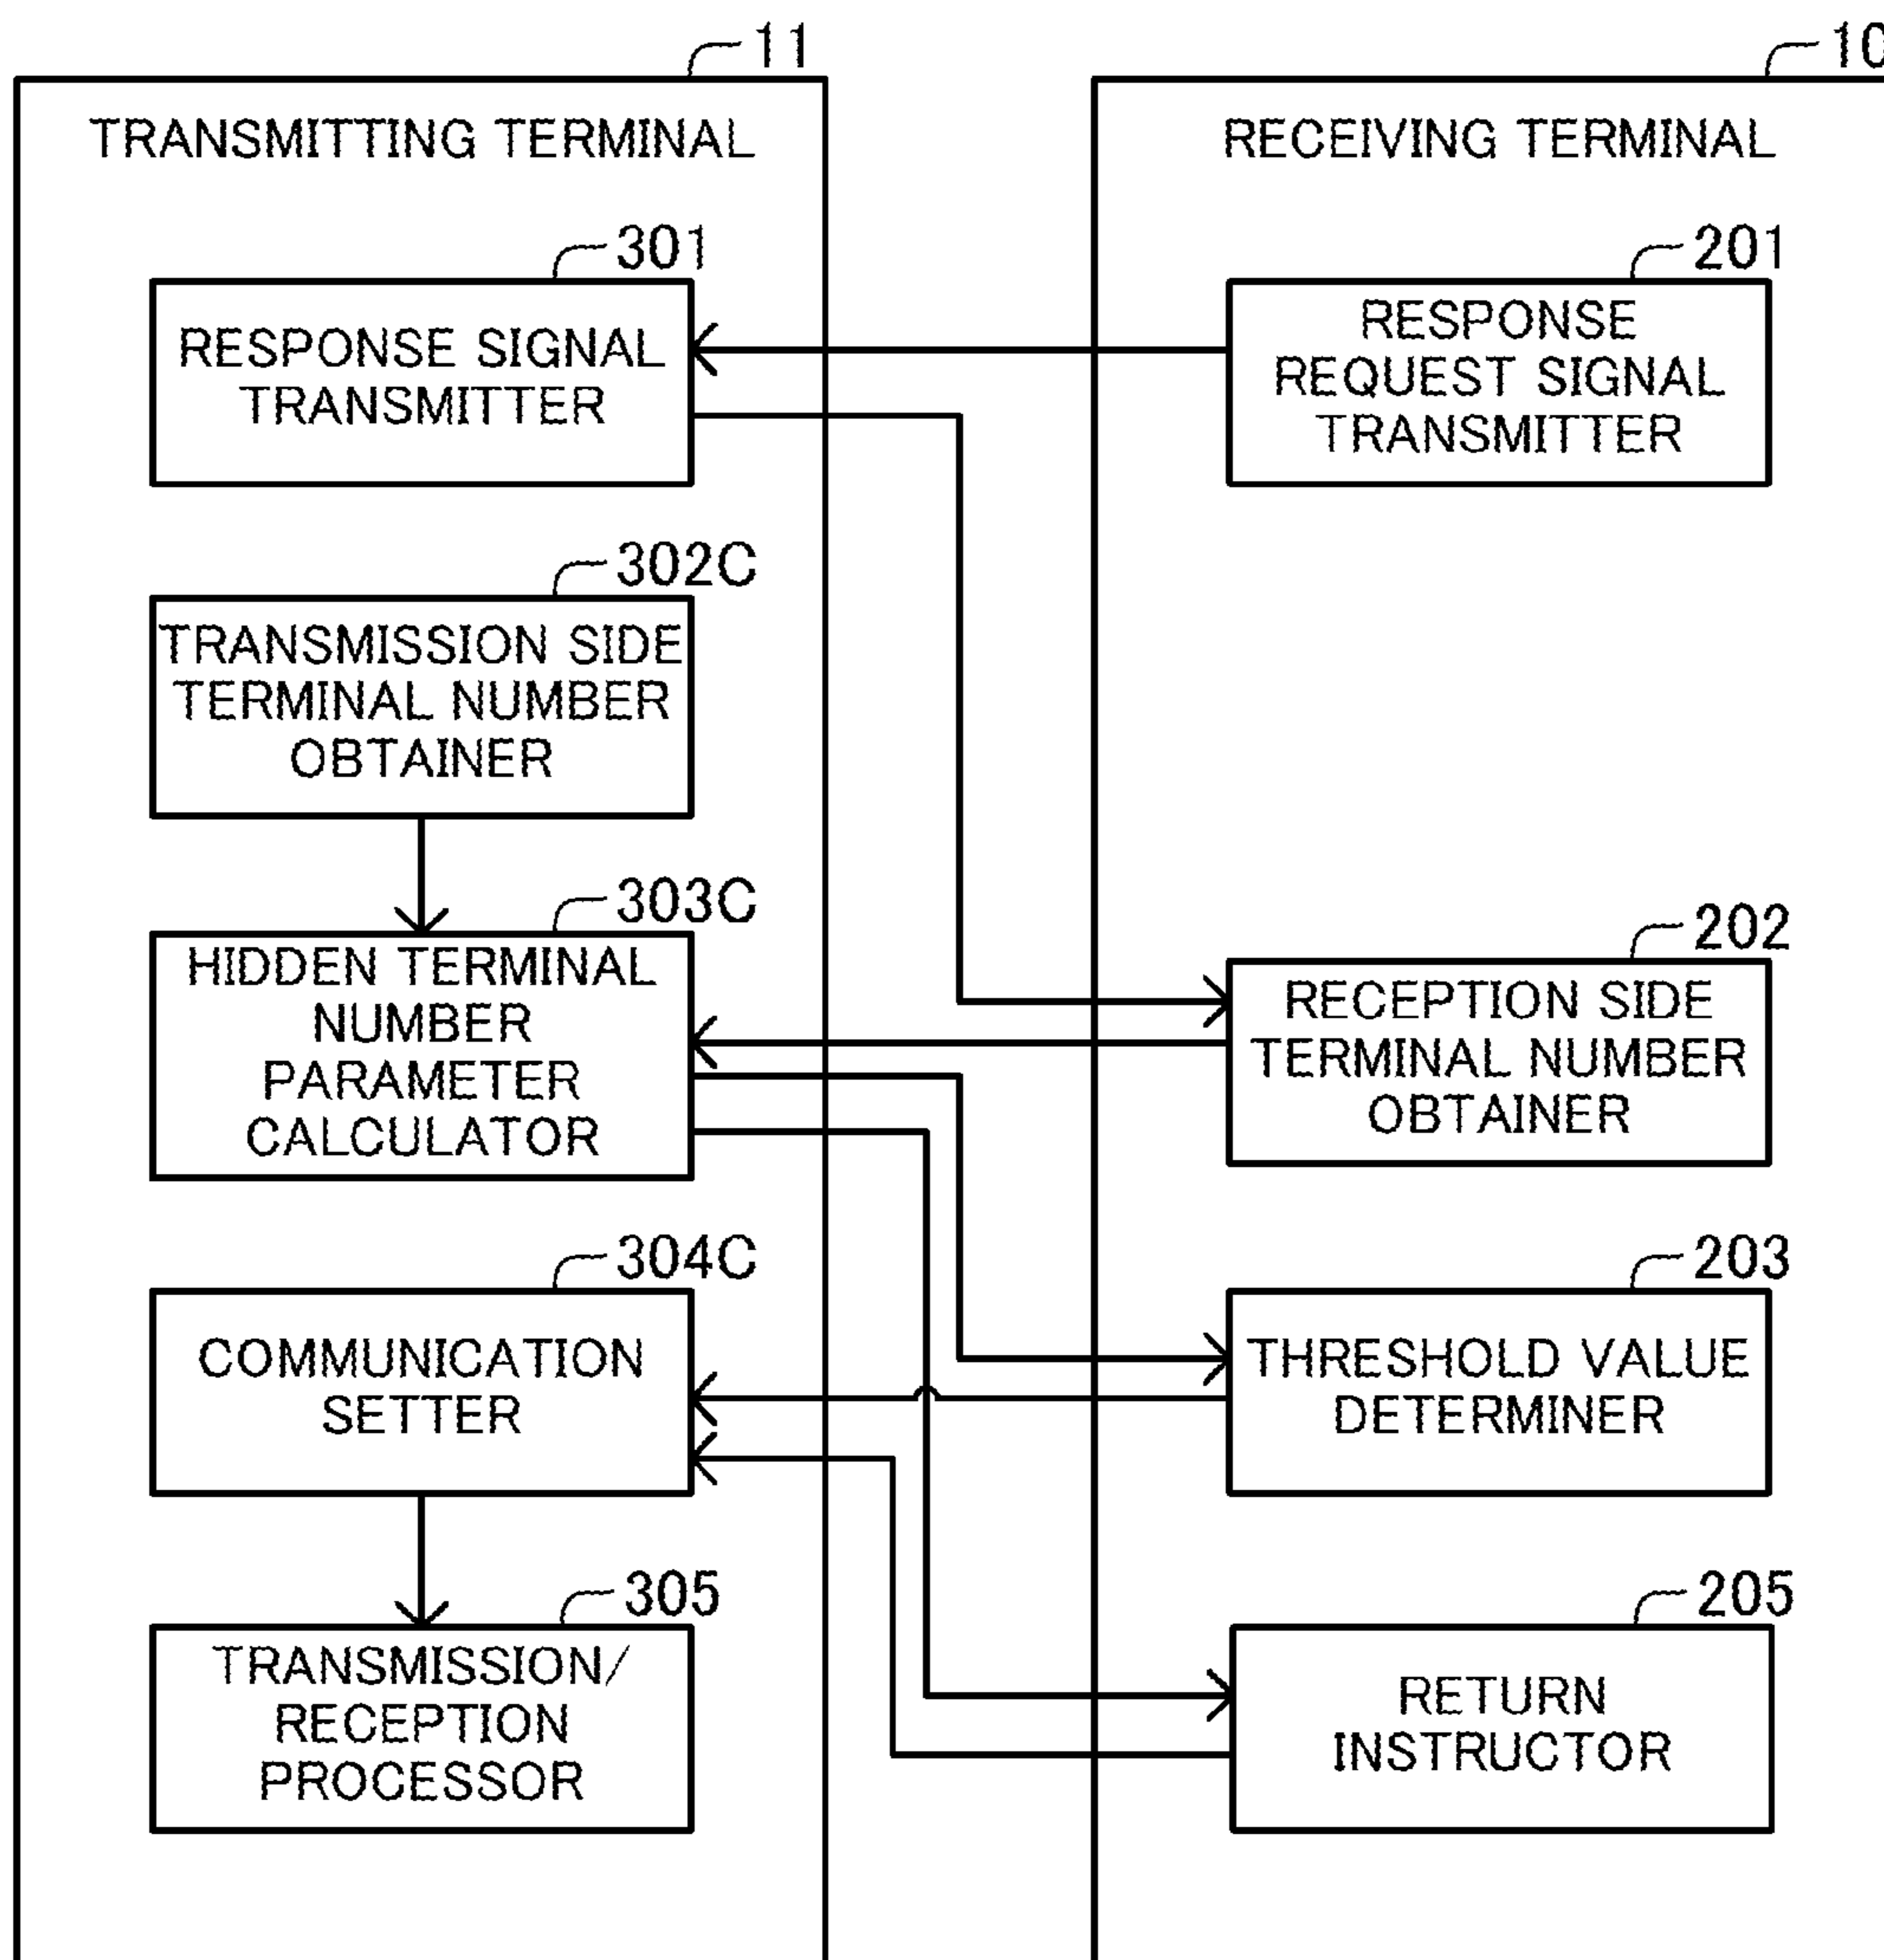 11
TRANSMITTING TERMINAL
301
RESPONSE SIGNAL
TRANSMITTER
302C
TRANSMISSION SIDE
TERMINAL NUMBER
OBTAINER
303C
HIDDEN TERMINAL
NUMBER
PARAMETER
CALCULATOR
304C
COMMUNICATION
SETTER
305
TRANSMISSION/
RECEPTION
PROCESSOR
10
RECEIVING TERMINAL
201
RESPONSE
REQUEST SIGNAL
TRANSMITTER
202
RECEPTION SIDE
TERMINAL NUMBER
OBTAINER
203
THRESHOLD VALUE
DETERMINER
205
RETURN
INSTRUCTOR